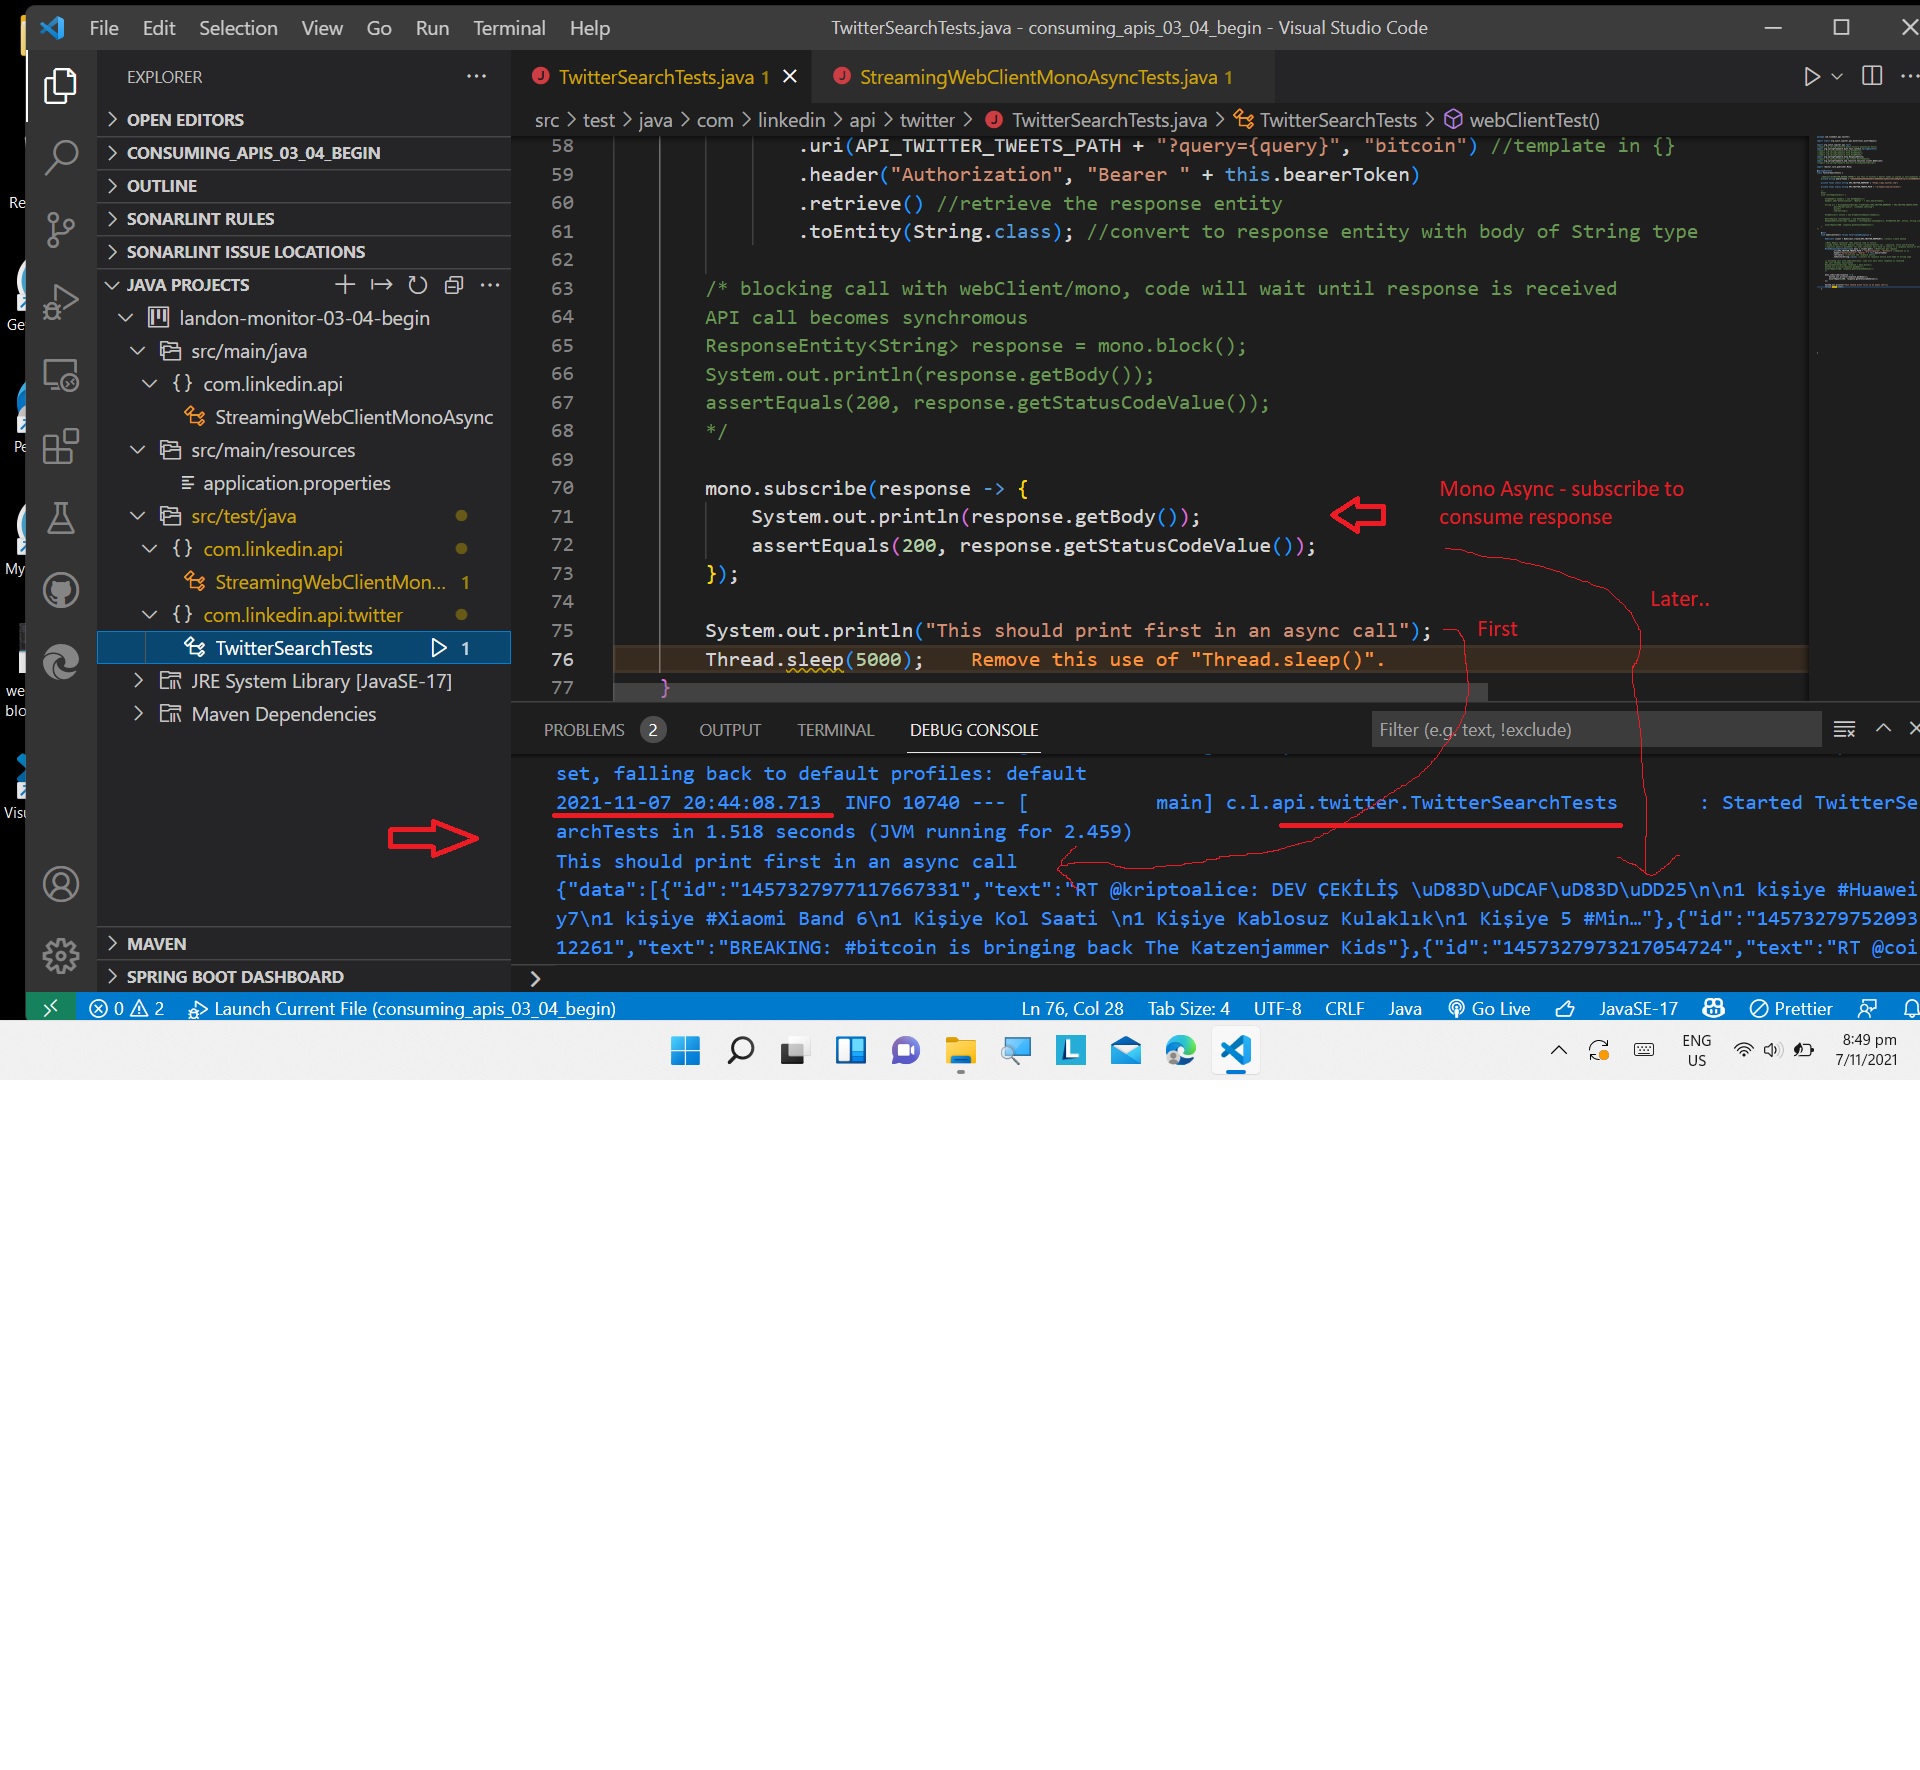 File Edit Selection View Go Run Terminal Help
TwitterSearchTests.java - consuming_apis_03_04_begin - Visual Studio Code
EXPLORER
TwitterSearchTests.java 1
StreamingWebClientMonoAsyncTests.java 1
src > test > java > com > linkedin > api > twitter > TwitterSearchTests.java > TwitterSearchTests > webClientTest()
OPEN EDITORS
CONSUMING_APIS_03_04_BEGIN
OUTLINE
SONARLINT RULES
SONARLINT ISSUE LOCATIONS
JAVA PROJECTS
landon-monitor-03-04-begin
src/main/java
{} com.linkedin.api
StreamingWebClientMonoAsync
src/main/resources
application.properties
src/test/java
{} com.linkedin.api
StreamingWebClientMon... 1
{} com.linkedin.api.twitter
TwitterSearchTests 1
JRE System Library [JavaSE-17]
Maven Dependencies
MAVEN
SPRING BOOT DASHBOARD
58 .uri(API_TWITTER_TWEETS_PATH + "?query={query}", "bitcoin") //template in {}
59 .header("Authorization", "Bearer " + this.bearerToken)
60 .retrieve() //retrieve the response entity
61 .toEntity(String.class); //convert to response entity with body of String type
62
63 /* blocking call with webClient/mono, code will wait until response is received
64 API call becomes synchromous
65 ResponseEntity<String> response = mono.block();
66 System.out.println(response.getBody());
67 assertEquals(200, response.getStatusCodeValue());
68 */
69
70 mono.subscribe(response -> {
71 System.out.println(response.getBody());
72 assertEquals(200, response.getStatusCodeValue());
73 });
74
75 System.out.println("This should print first in an async call");
76 Thread.sleep(5000); Remove this use of "Thread.sleep()".
77 }
Mono Async - subscribe to
consume response
Later..
First
PROBLEMS 2 OUTPUT TERMINAL DEBUG CONSOLE
Filter (e.g. text, !exclude)
set, falling back to default profiles: default
2021-11-07 20:44:08.713 INFO 10740 --- [ main] c.l.api.twitter.TwitterSearchTests : Started TwitterSe
archTests in 1.518 seconds (JVM running for 2.459)
This should print first in an async call
{"data":[{"id":"1457327977117667331","text":"RT @kriptoalice: DEV ÇEKİLİŞ \uD83D\uDCAF\uD83D\uDD25\n\n1 kişiye #Huawei
y7\n1 kişiye #Xiaomi Band 6\n1 Kişiye Kol Saati \n1 Kişiye Kablosuz Kulaklık\n1 Kişiye 5 #Min…"},{"id":"14573279752093
12261","text":"BREAKING: #bitcoin is bringing back The Katzenjammer Kids"},{"id":"1457327973217054724","text":"RT @coi
Re
Ge
Pe
My
we
blo
Visu
0 2 Launch Current File (consuming_apis_03_04_begin)
Ln 76, Col 28 Tab Size: 4 UTF-8 CRLF Java Go Live JavaSE-17 Prettier
ENG
US
8:49 pm
7/11/2021